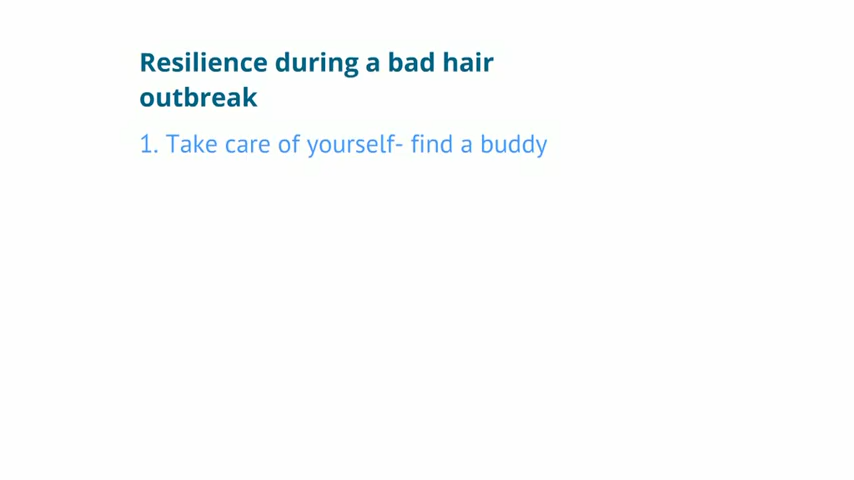 Resilience during a bad hair
outbreak
1. Take care of yourself- find a buddy